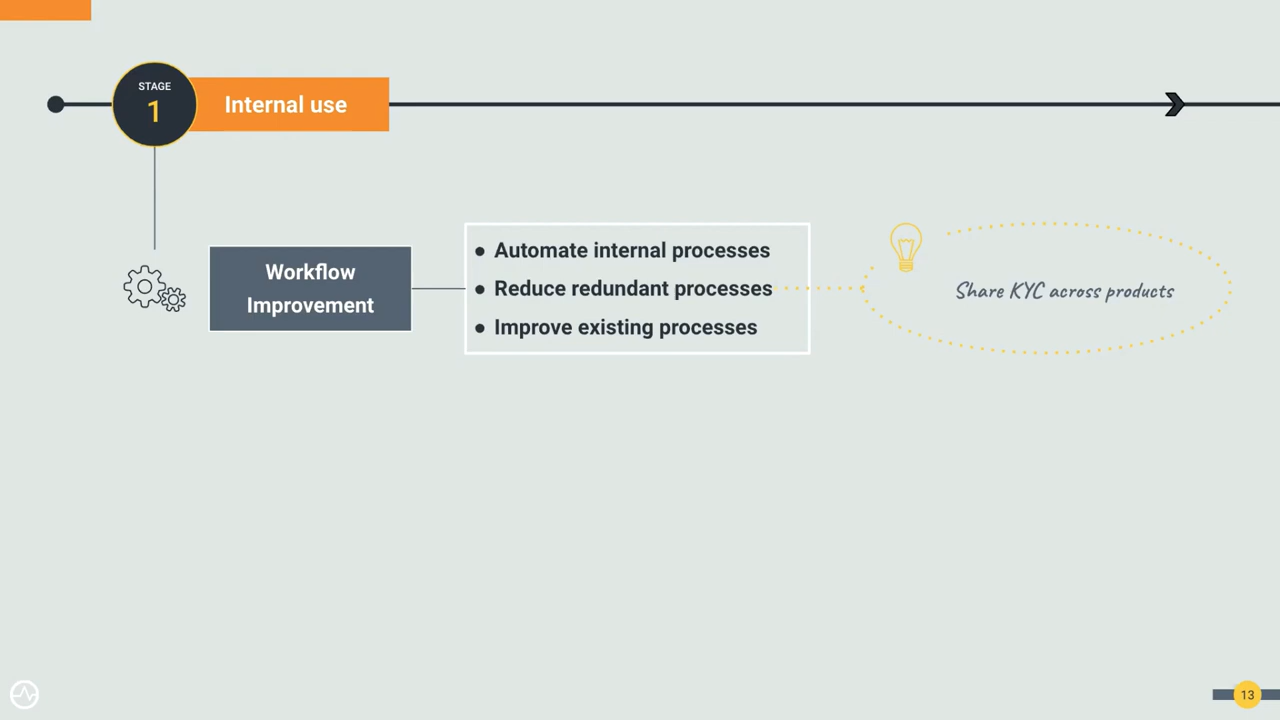 STAGE
1
Internal use
Workflow
Improvement
● Automate internal processes
● Reduce redundant processes
● Improve existing processes
Share KYC across products
13